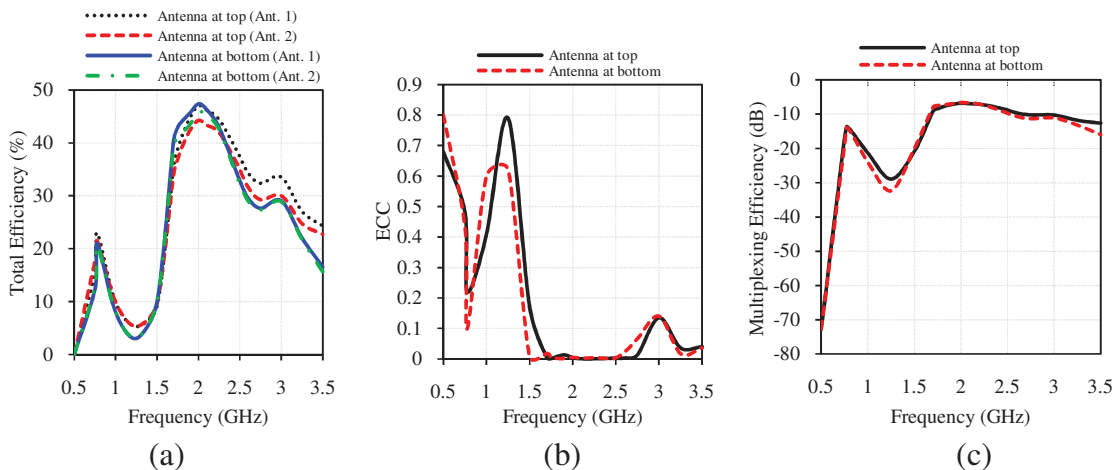 Antenna at top (Ant. 1)
Antenna at top (Ant. 2)
Antenna at bottom (Ant. 1)
Antenna at bottom (Ant. 2)
50
40
30
20
10
0
Total Efficiency (%)
0.5 1 1.5 2 2.5 3 3.5
Frequency (GHz)
(a)
Antenna at top
Antenna at bottom
0.9
0.8
0.7
0.6
0.5
0.4
0.3
0.2
0.1
0
ECC
0.5 1 1.5 2 2.5 3 3.5
Frequency (GHz)
(b)
Antenna at top
Antenna at bottom
0
-10
-20
-30
-40
-50
-60
-70
-80
Multiplexing Efficiency (dB)
0.5 1 1.5 2 2.5 3 3.5
Frequency (GHz)
(c)